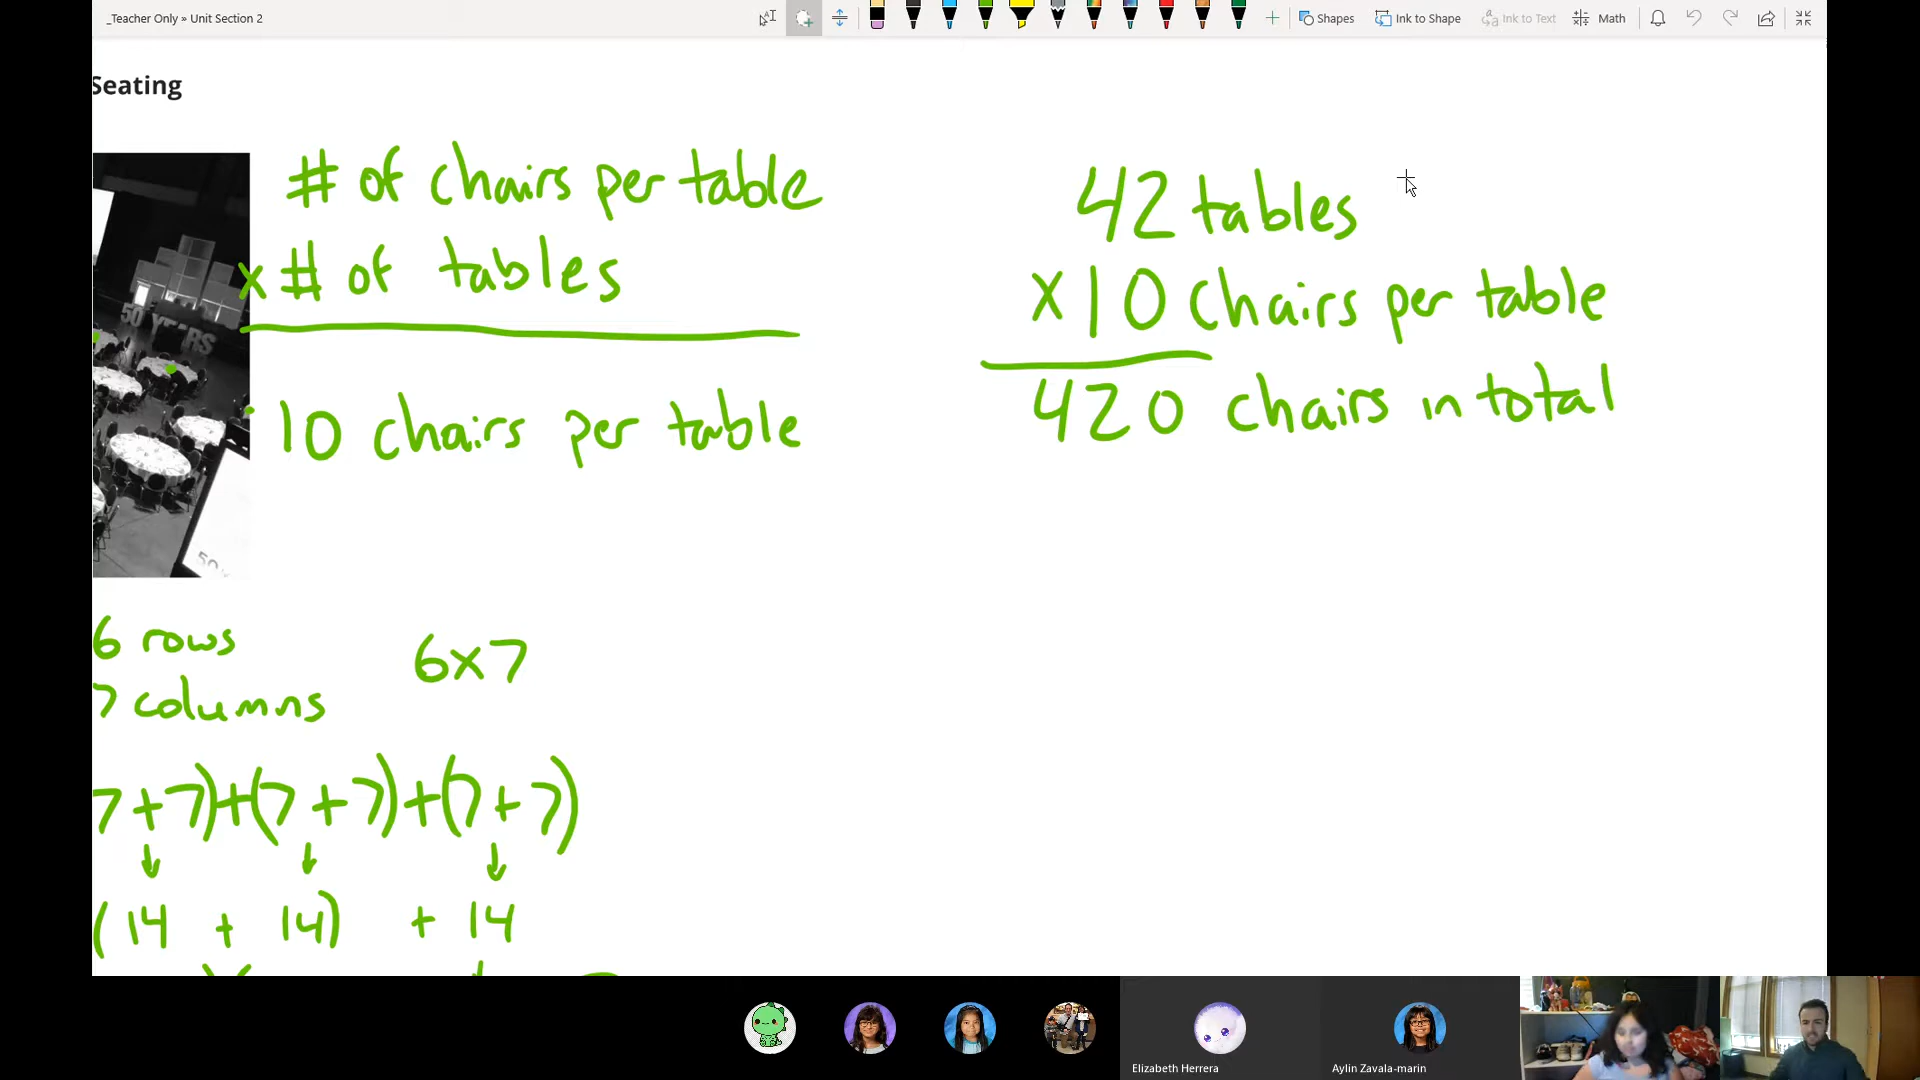 _Teacher Only » Unit Section 2
Shapes
Ink to Shape
Ink to Text
Math
Seating
# of chairs per table
x # of tables
10 chairs per table
50 YEARS
42 tables
x 10 chairs per table
420 chairs in total
6 rows
7 columns
6x7
7+7)+(7+7)+(7+7)
(14 + 14) + 14
Elizabeth Herrera
Aylin Zavala-marin